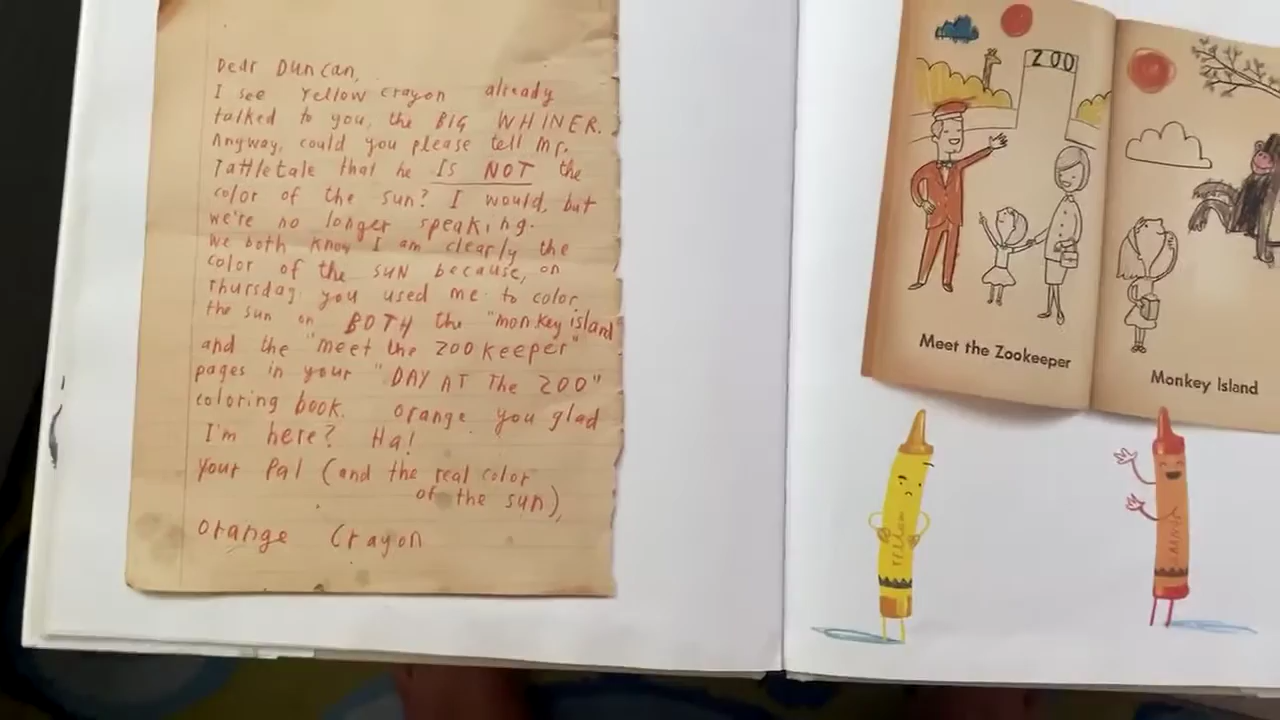 Dear Duncan,
I see Yellow Crayon already
talked to you, the BIG WHINER.
Anyway, could you please tell Mr.
Tattletale that he IS NOT the
color of the sun? I would, but
we're no longer speaking.
We both know I am clearly the
color of the sun because, on
Thursday, you used me to color
the sun on BOTH the "monkey island"
and the "meet the zoo keeper"
pages in your "DAY AT The ZOO"
coloring book. orange you glad
I'm here? Ha!
Your Pal (and the real color
of the sun),
orange Crayon
ZOO
Meet the Zookeeper
Monkey Island
Yellow